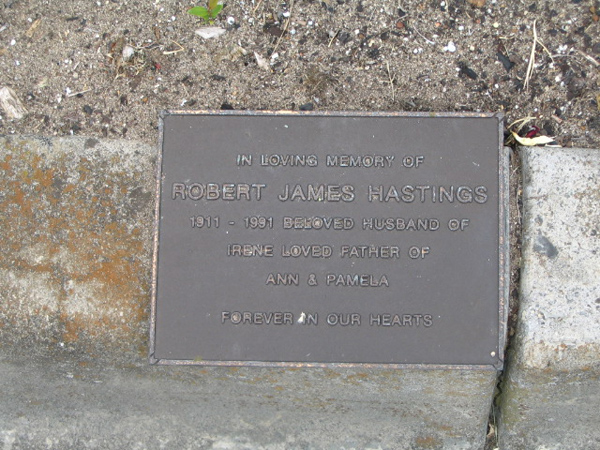 IN LOVING MEMORY OF
ROBERT JAMES HASTINGS
1911 - 1991 BELOVED HUSBAND OF
IRENE LOVED FATHER OF
ANN & PAMELA
FOREVER IN OUR HEARTS